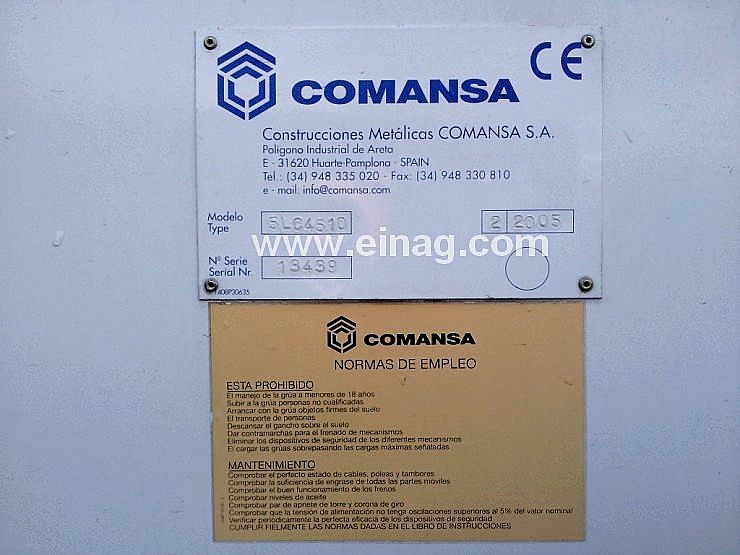 COMANSA CE
Construcciones Metálicas COMANSA S.A.
Poligono Industrial de Areta
E - 31620 Huarte-Pamplona - SPAIN
Tel.: (34) 948 335 020 - Fax: (34) 948 330 810
e - mail: info@comansa.com
Modelo
Type 5LC4510 2 2005
www.einag.com
Nº Serie
Serial Nr. 13439
COMANSA
NORMAS DE EMPLEO
ESTA PROHIBIDO
El manejo de la grúa a menores de 18 años
Subir a la grúa personas no cualificadas
Arrancar con la grúa objetos firmes del suelo
El transporte de personas
Descansar el gancho sobre el suelo
Dar contramarchas para el frenado de mecanismos
Eliminar los dispositivos de seguridad de los diferentes mecanismos
El cargar las grúas sobrepasando las cargas máximas señaladas
MANTENIMIENTO
Comprobar el perfecto estado de cables, poleas y tambores
Comprobar la suficiencia de engrase de todas las partes moviles
Comprobar el buen funcionamiento de los frenos
Comprobar niveles de aceite
Comprobar par de apnete de torre y corona de giro
Comprobar que la tensión de alimentación no tenga oscilaciones superiores al 5% del valor nominal
Verificar periódicamente la perfecta eficacia de los dispositivos de seguridad
CUMPLIR FIELMENTE LAS NORMAS DADAS EN EL LIBRO DE INSTRUCCIONES